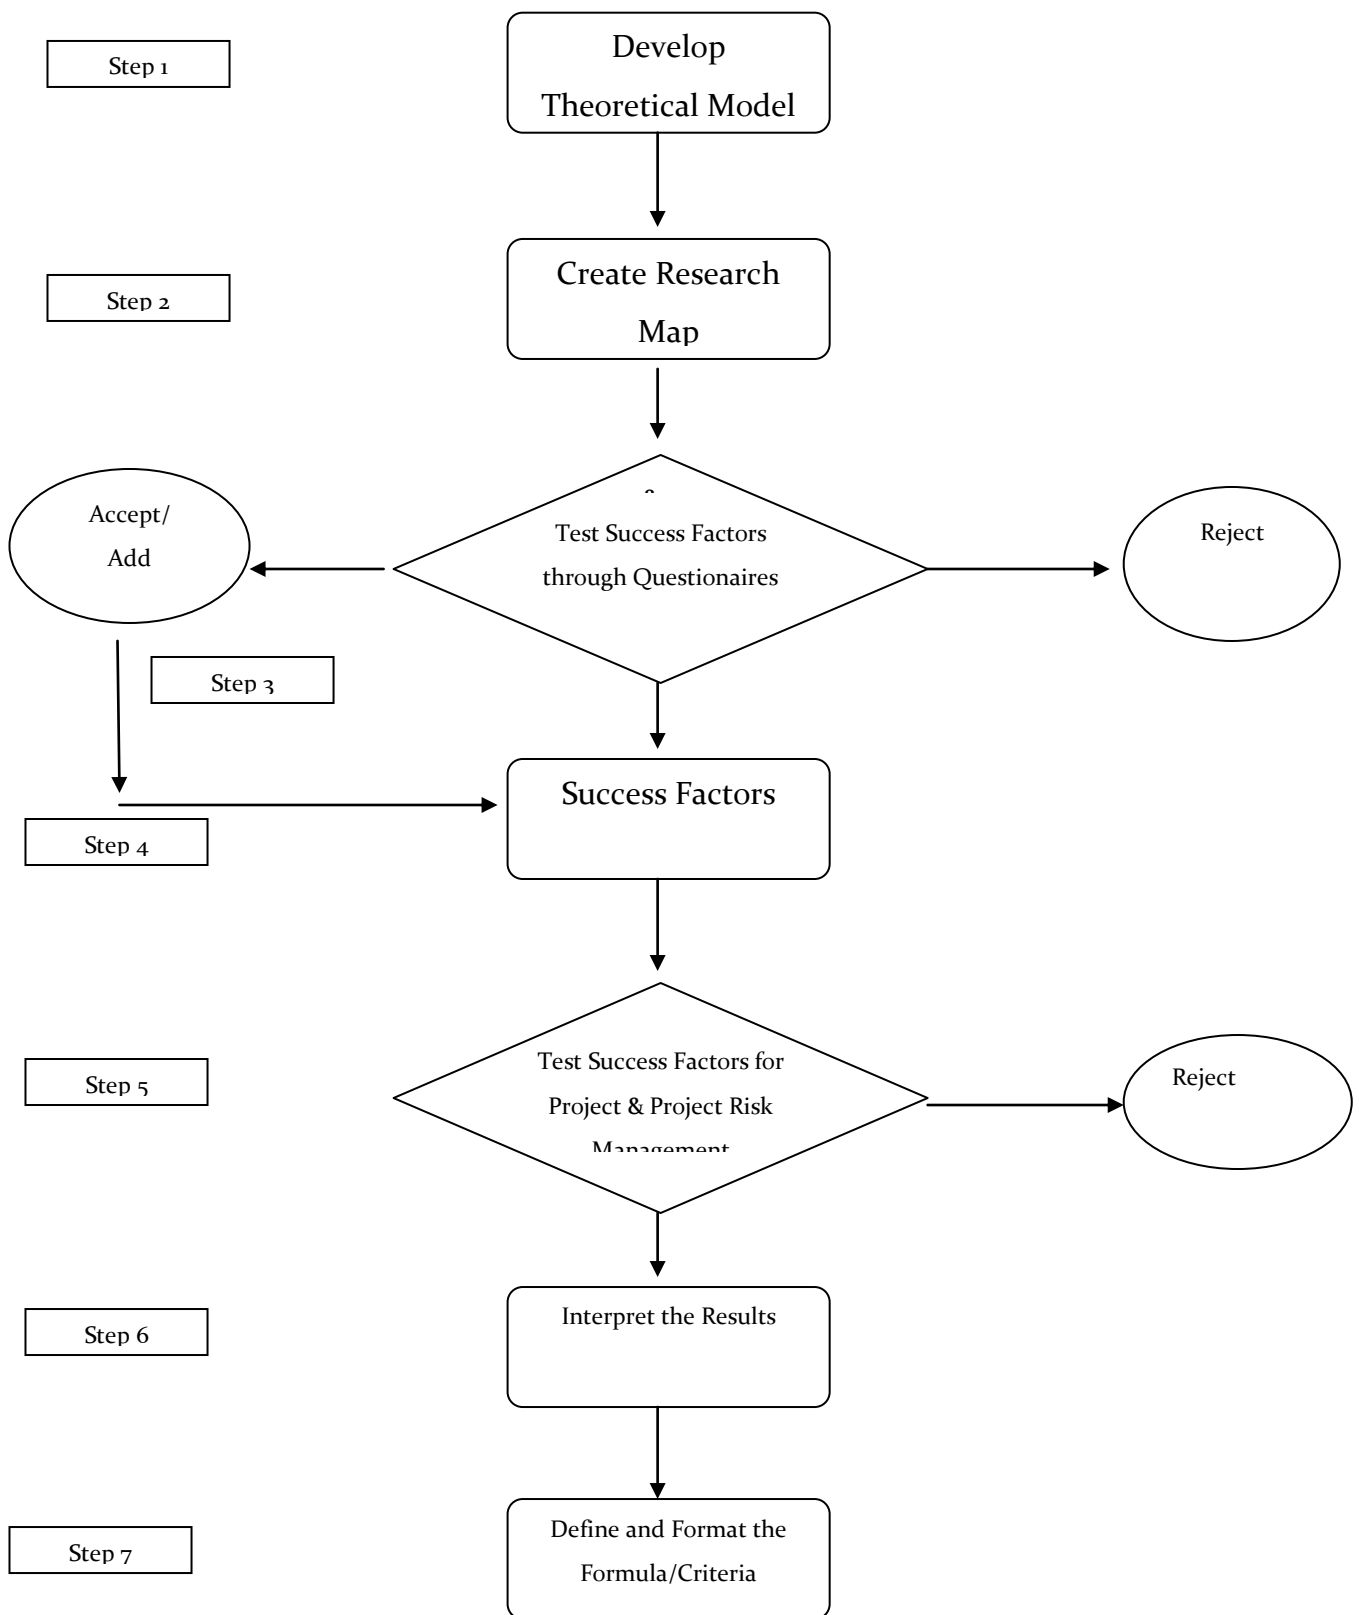 Step 1
Develop
Theoretical Model
Step 2
Create Research
Map
Accept/
Add
Test Success Factors
through Questionaires
Reject
Step 3
Success Factors
Step 4
Test Success Factors for
Project & Project Risk
Management
Step 5
Reject
Step 6
Interpret the Results
Step 7
Define and Format the
Formula/Criteria